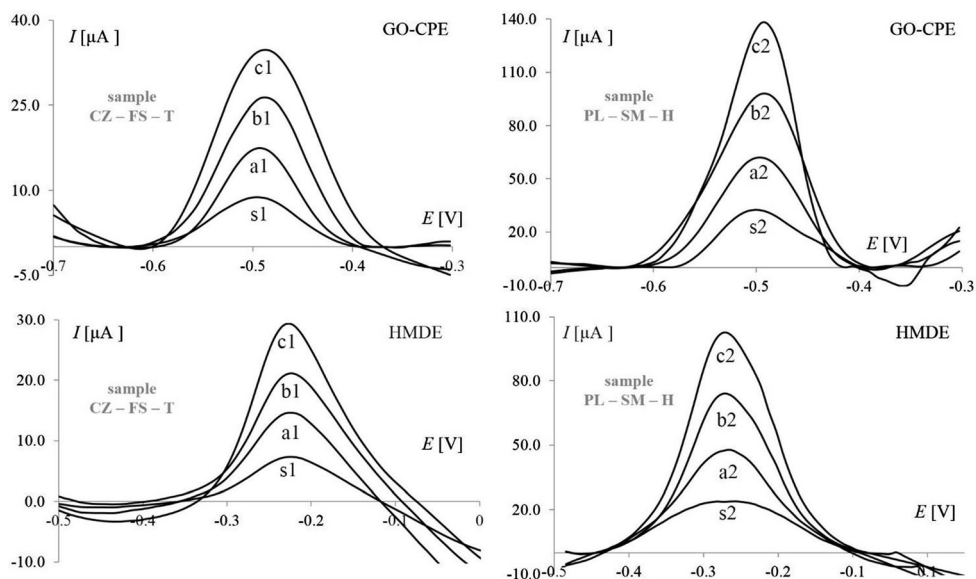 40.0
I [µA ]
GO-CPE
c1
sample
CZ – FS – T
25.0
b1
a1
10.0
s1
E [V]
-0.7
-0.6
-0.5
-0.4
-0.3
-5.0
140.0
I [µA ]
GO-CPE
c2
110.0
sample
PL – SM – H
b2
80.0
a2
50.0
s2
20.0
E [V]
-10.0
-0.7
-0.6
-0.5
-0.4
-0.3
30.0
I [µA ]
HMDE
c1
20.0
sample
CZ – FS – T
b1
10.0
a1
s1
E [V]
0.0
-0.5
-0.4
-0.3
-0.2
-0.1
0
-10.0
110.0
I [µA ]
HMDE
c2
80.0
sample
PL – SM – H
b2
50.0
a2
20.0
s2
E [V]
-10.0
-0.5
-0.4
-0.3
-0.2
-0.1
0.1